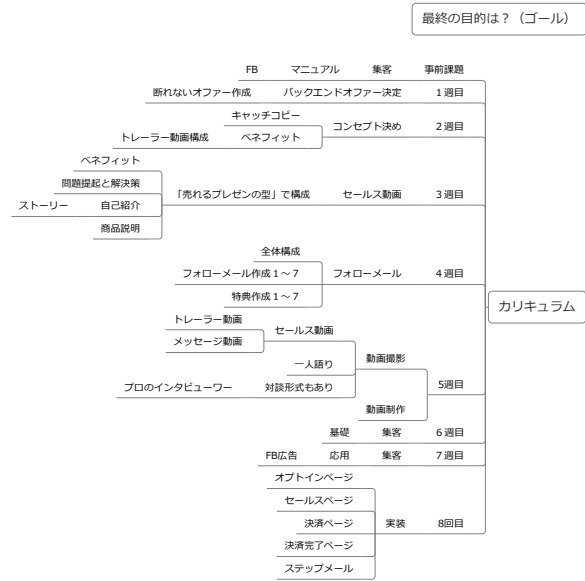 最終の目的は？（ゴール）
FB マニュアル 集客 事前課題
断れないオファー作成 バックエンドオファー決定 １週目
キャッチコピー
コンセプト決め ２週目
トレーラー動画構成 ベネフィット
ベネフィット
問題提起と解決策
「売れるプレゼンの型」で構成 セールス動画 ３週目
ストーリー 自己紹介
商品説明
全体構成
フォローメール作成１～７ フォローメール ４週目
特典作成１～７
カリキュラム
トレーラー動画
セールス動画
メッセージ動画
動画撮影
一人語り
プロのインタビューワー 対談形式もあり
5週目
動画制作
基礎 集客 ６週目
FB広告 応用 集客 ７週目
オプトインページ
セールスページ
決済ページ 実装 8回目
決済完了ページ
ステップメール